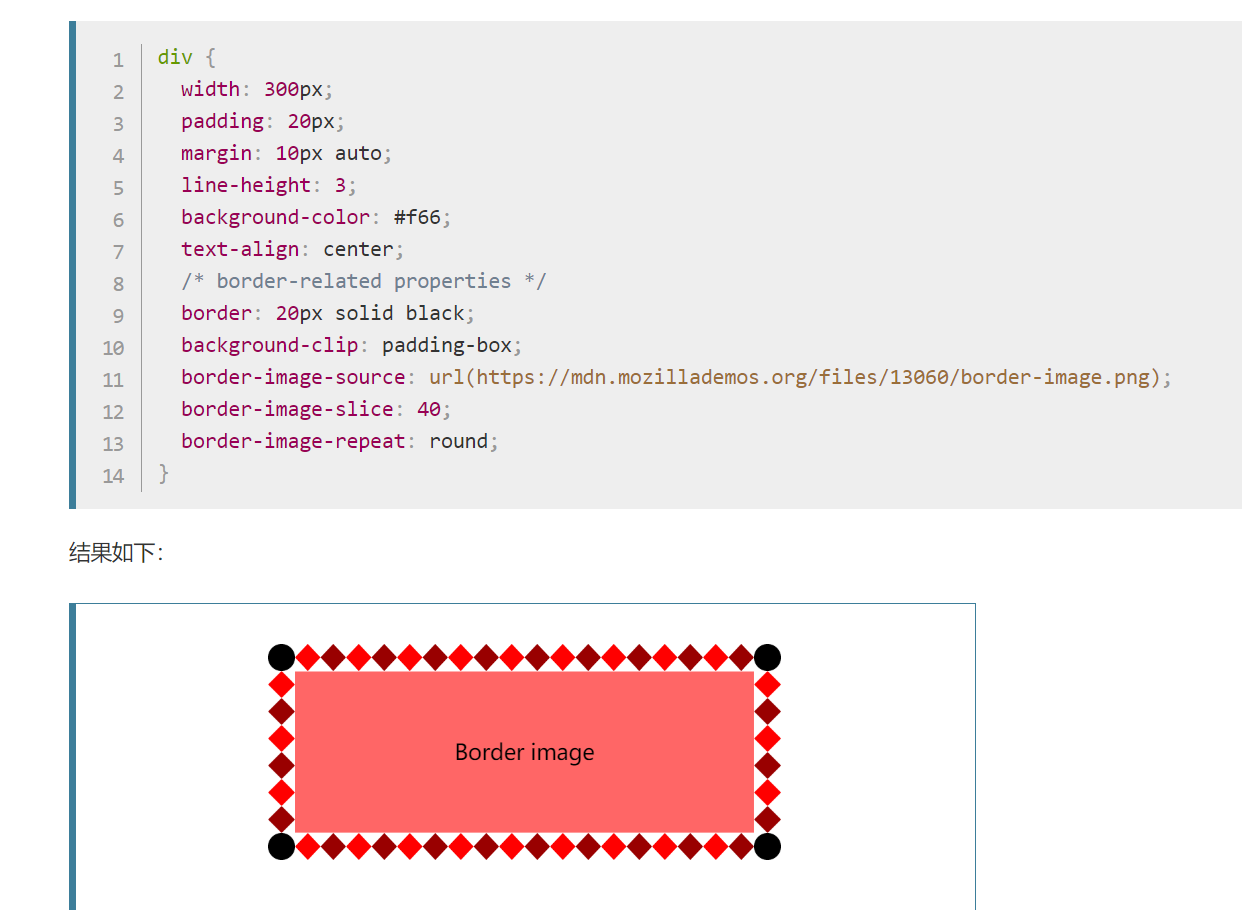 1 div {
2   width: 300px;
3   padding: 20px;
4   margin: 10px auto;
5   line-height: 3;
6   background-color: #f66;
7   text-align: center;
8   /* border-related properties */
9   border: 20px solid black;
10   background-clip: padding-box;
11   border-image-source: url(https://mdn.mozillademos.org/files/13060/border-image.png);
12   border-image-slice: 40;
13   border-image-repeat: round;
14 }
结果如下：
Border image